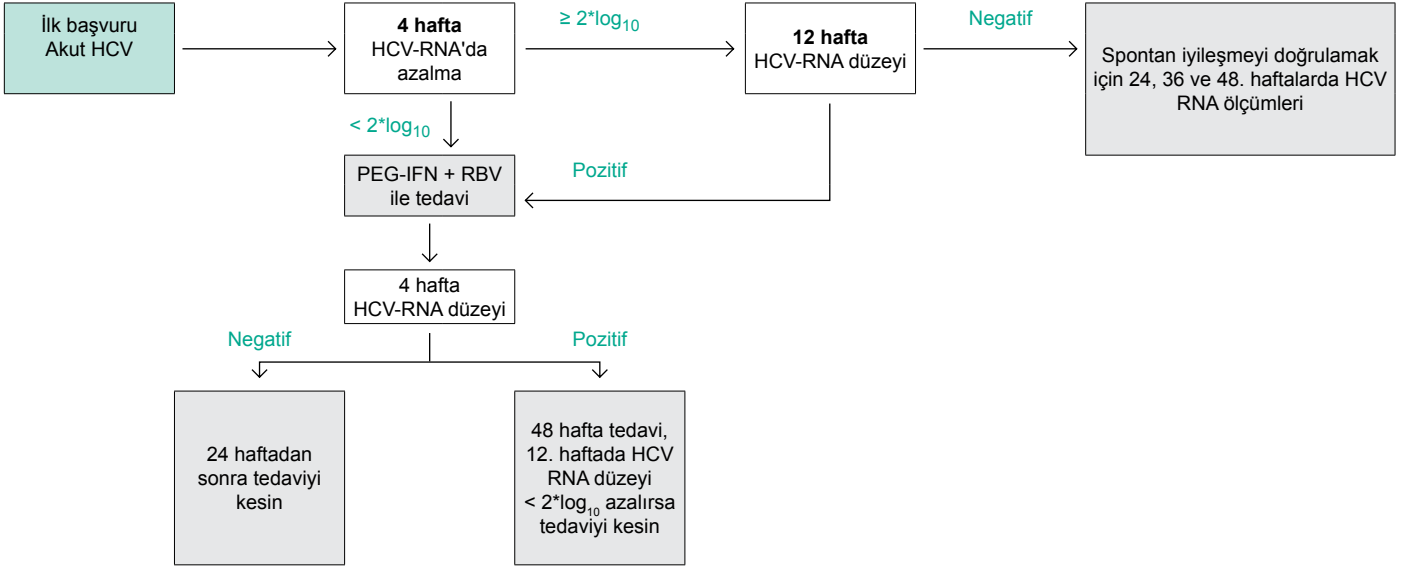 İlk başvuru
Akut HCV
4 hafta
HCV-RNA'da
azalma
≥ 2*log10
12 hafta
HCV-RNA düzeyi
Negatif
Spontan iyileşmeyi doğrulamak
için 24, 36 ve 48. haftalarda HCV
RNA ölçümleri
< 2*log10
PEG-IFN + RBV
ile tedavi
Pozitif
4 hafta
HCV-RNA düzeyi
Negatif
Pozitif
24 haftadan
sonra tedaviyi
kesin
48 hafta tedavi,
12. haftada HCV
RNA düzeyi
< 2*log10 azalırsa
tedaviyi kesin